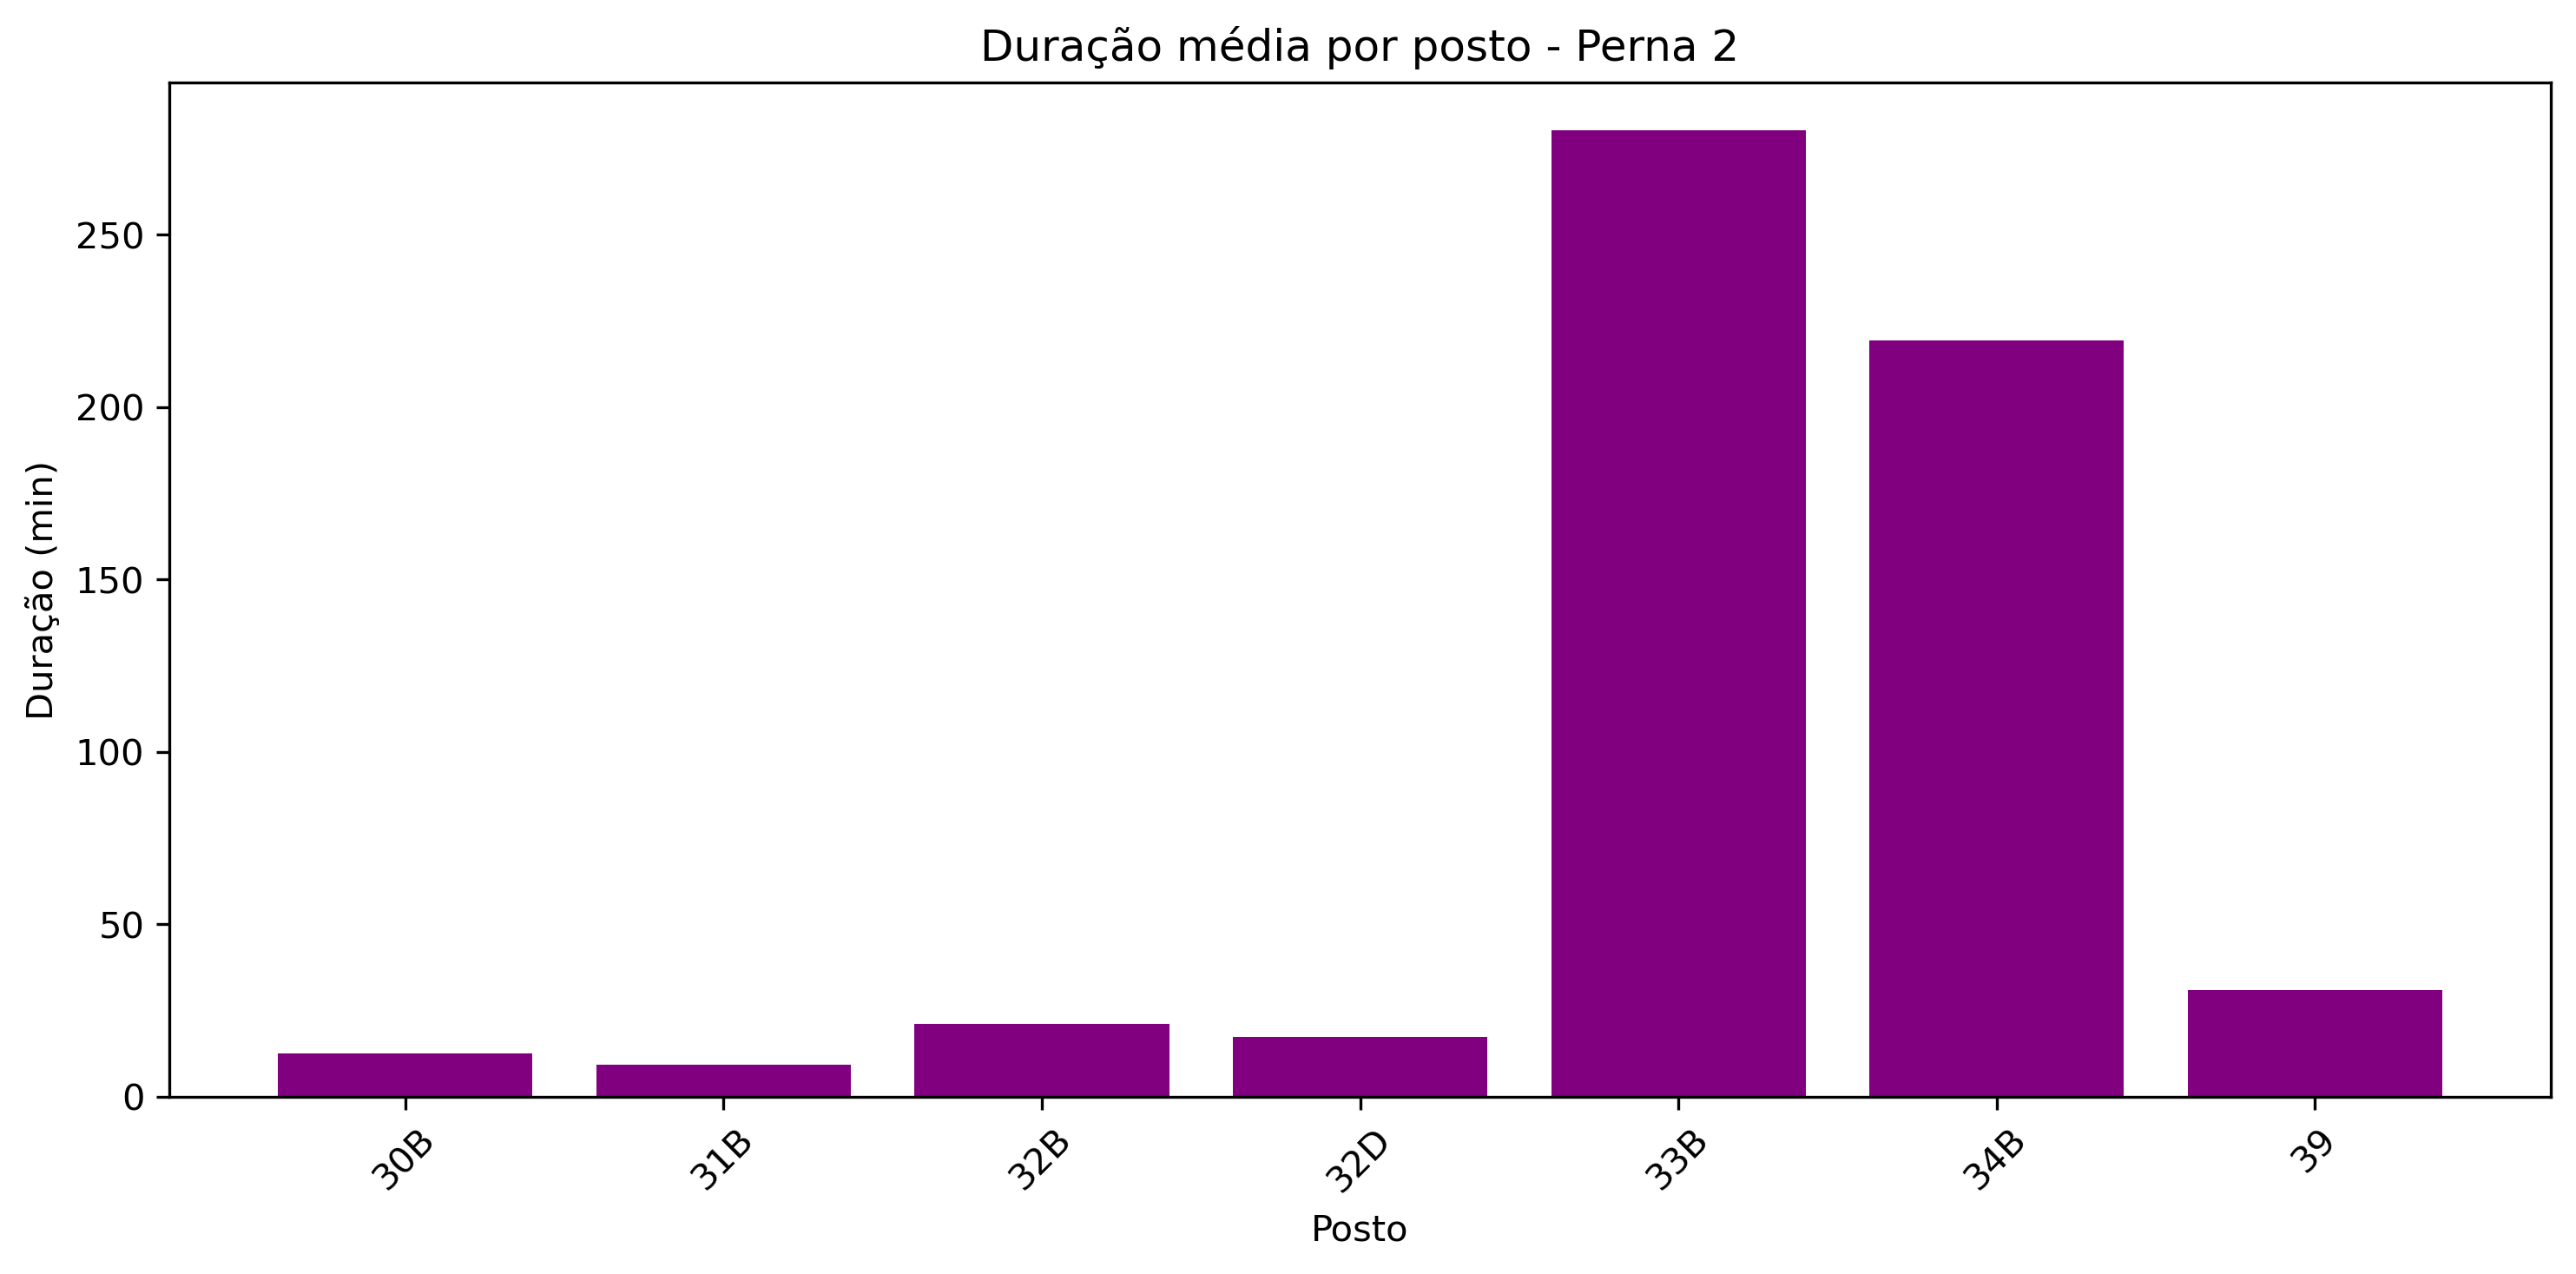 Duração média por posto - Perna 2
Duração (min)
250
200
150
100
50
0
30B
31B
32B
32D
33B
34B
39
Posto